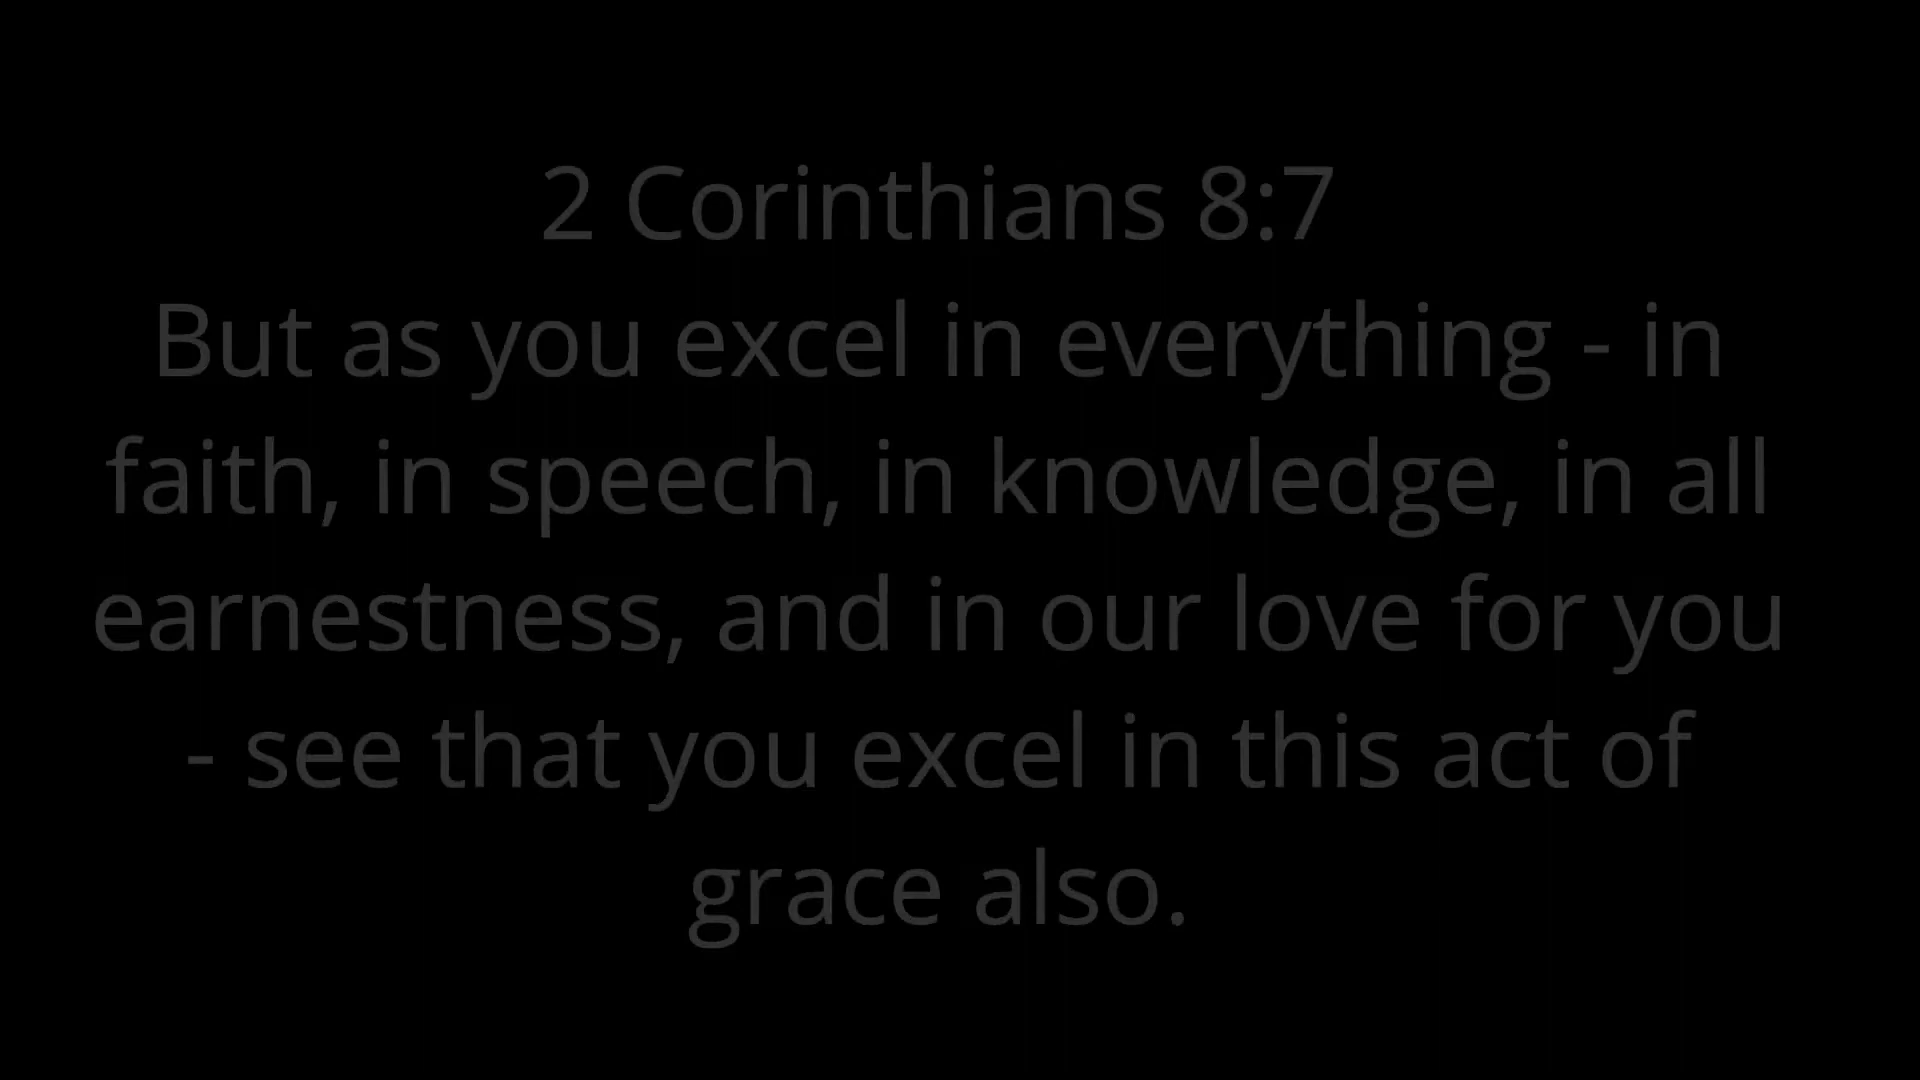 2 Corinthians 8:7
But as you excel in everything - in
faith, in speech, in knowledge, in all
earnestness, and in our love for you
- see that you excel in this act of
grace also.